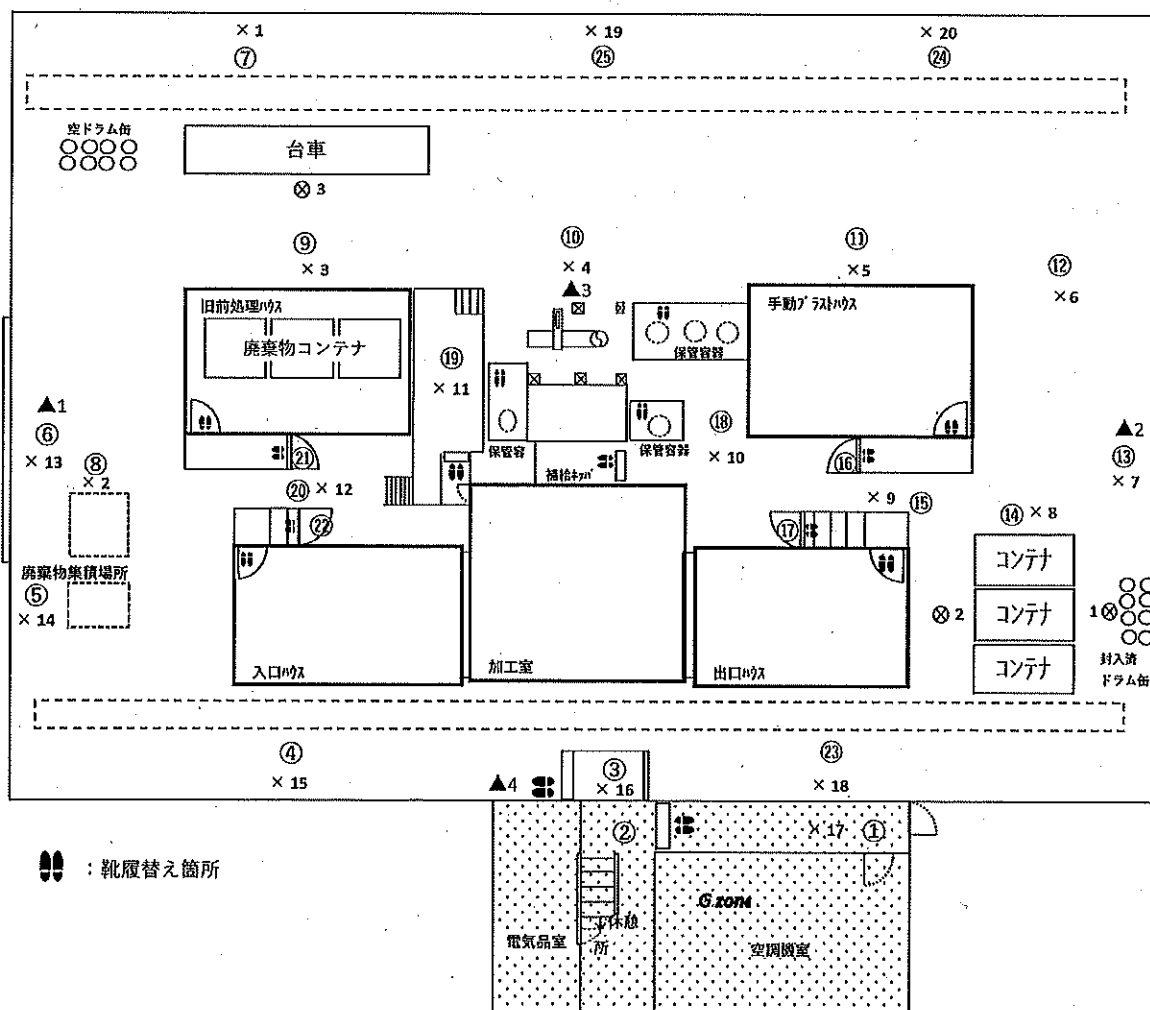 × 1
× 19
× 20
⑦
㉕
㉔
空ドラム缶
台車
⊗ 3
⑨
× 3
⑩
× 4
▲3
⑪
× 5
⑫
× 6
旧前処理ハウス
廃棄物コンテナ
⑲
× 11
保管容器
手動ブラストハウス
▲1
⑥
× 13
⑧
× 2
㉑
⑳
× 12
㉒
保管容
補給ホッパ
保管容器
⑱
× 10
⑯
× 9
⑮
⑰
▲2
⑬
× 7
⑭
× 8
コンテナ
コンテナ
コンテナ
廃棄物集積場所
⑤
× 14
⊗ 2
1 ⊗
封入済
ドラム缶
入口ハウス
加工室
出口ハウス
④
× 15
▲4
③
× 16
㉓
× 18
②
× 17
①
: 靴履替え箇所
G zone
電気品室
休憩
所
空調機室